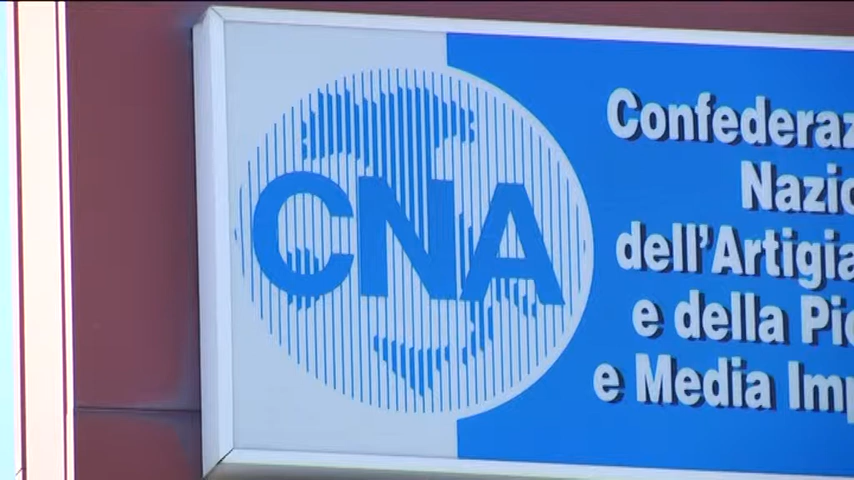 CNA
Confederaz
Nazio
dell'Artigia
e della Pic
e Media Imp